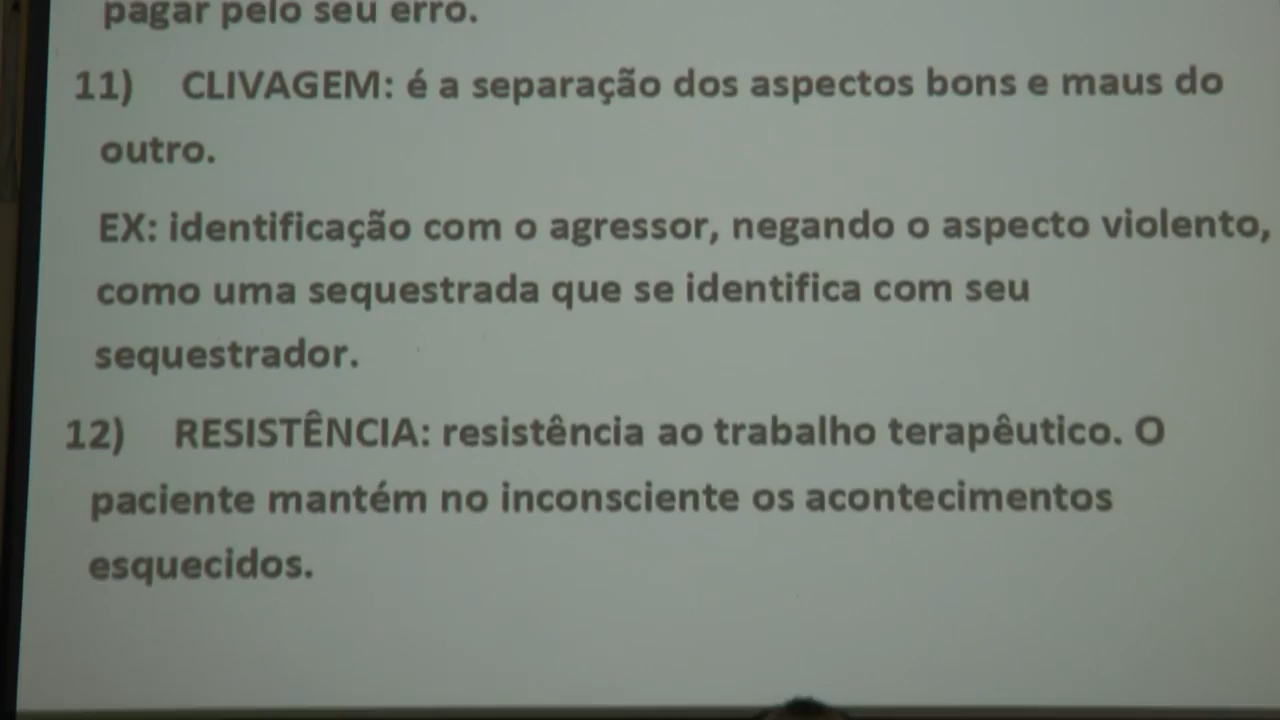 pagar pelo seu erro.
11) CLIVAGEM: é a separação dos aspectos bons e maus do
outro.
EX: identificação com o agressor, negando o aspecto violento,
como uma sequestrada que se identifica com seu
sequestrador.
12) RESISTÊNCIA: resistência ao trabalho terapêutico. O
paciente mantém no inconsciente os acontecimentos
esquecidos.